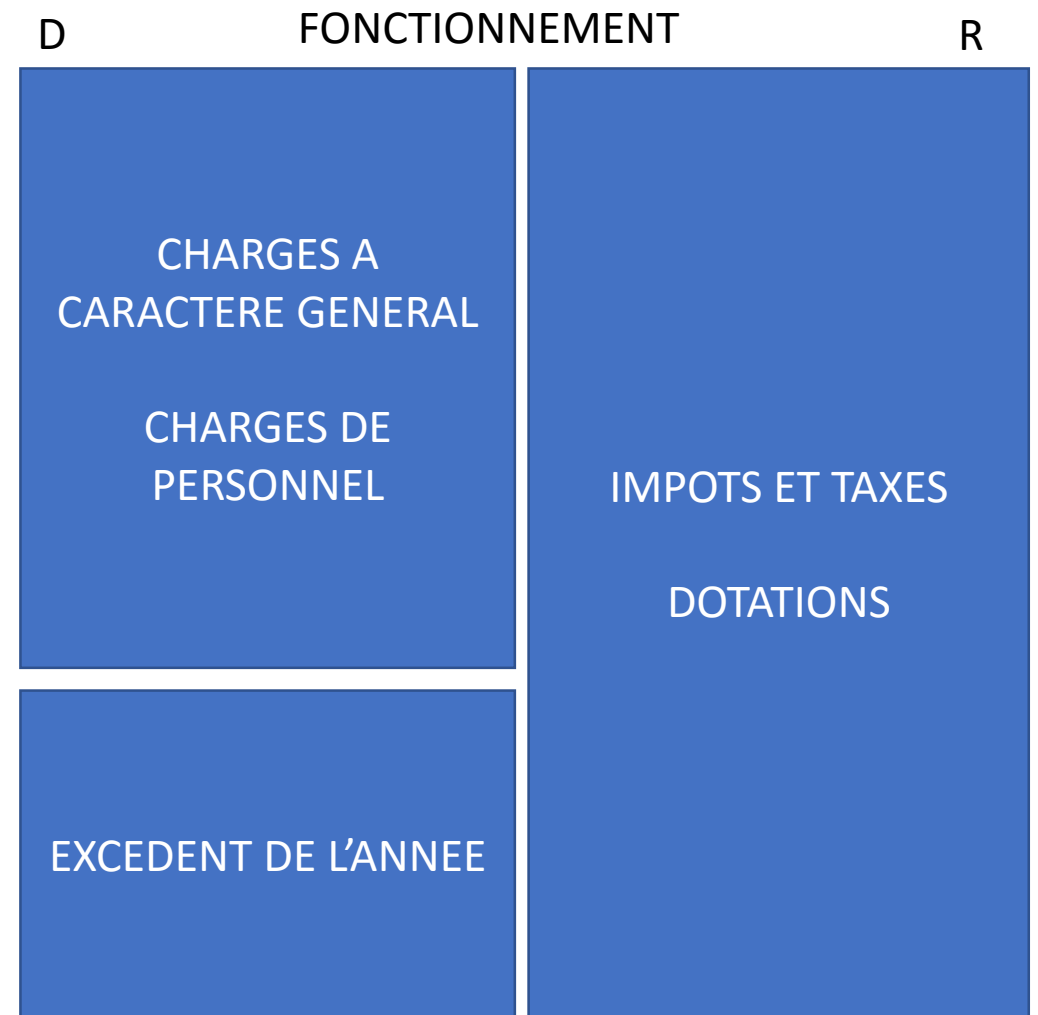 D
FONCTIONNEMENT
R
CHARGES A
CARACTERE GENERAL
CHARGES DE
PERSONNEL
IMPOTS ET TAXES
DOTATIONS
EXCEDENT DE L’ANNEE